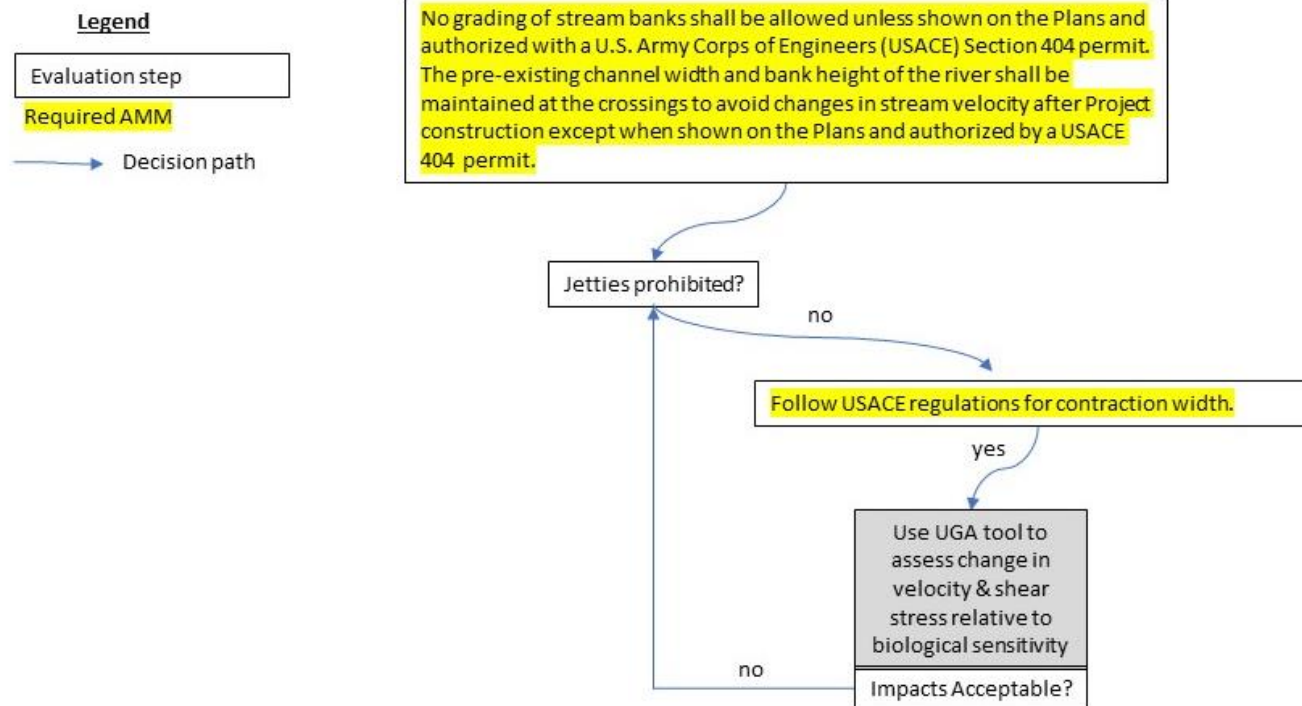 Legend
Evaluation step
Required AMM
Decision path
No grading of stream banks shall be allowed unless shown on the Plans and
authorized with a U.S. Army Corps of Engineers (USACE) Section 404 permit.
The pre-existing channel width and bank height of the river shall be
maintained at the crossings to avoid changes in stream velocity after Project
construction except when shown on the Plans and authorized by a USACE
404 permit.
Jetties prohibited?
no
Follow USACE regulations for contraction width.
yes
Use UGA tool to
assess change in
velocity & shear
stress relative to
biological sensitivity
no
Impacts Acceptable?